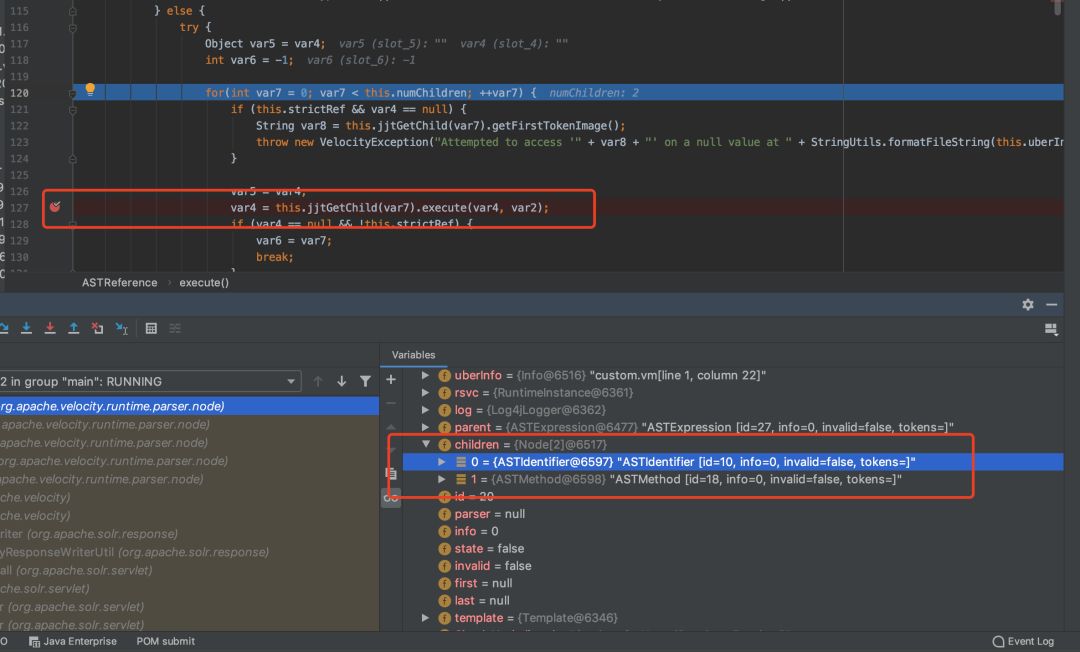 115 } else {
116 try {
117 Object var5 = var4; var5 (slot_5): "" var4 (slot_4): ""
118 int var6 = -1; var6 (slot_6): -1
119
120 for(int var7 = 0; var7 < this.numChildren; ++var7) { numChildren: 2
121 if (this.strictRef && var4 == null) {
122 String var8 = this.jjtGetChild(var7).getFirstTokenImage();
123 throw new VelocityException("Attempted to access '" + var8 + "' on a null value at " + StringUtils.formatFileString(this.uberIn
124 }
125
126 var5 = var4;
127 var4 = this.jjtGetChild(var7).execute(var4, var2);
128 if (var4 == null && !this.strictRef) {
129 var6 = var7;
130 break;
ASTReference › execute()
Variables
2 in group "main": RUNNING
uberInfo = {Info@6516} "custom.vm[line 1, column 22]"
rsvc = {RuntimeInstance@6361}
log = {Log4jLogger@6362}
parent = {ASTExpression@6477} "ASTExpression [id=27, info=0, invalid=false, tokens=]"
children = {Node[2]@6517}
0 = {ASTIdentifier@6597} "ASTIdentifier [id=10, info=0, invalid=false, tokens=]"
1 = {ASTMethod@6598} "ASTMethod [id=18, info=0, invalid=false, tokens=]"
id = 20
parser = null
info = 0
state = false
invalid = false
first = null
last = null
template = {Template@6346}
rg.apache.velocity.runtime.parser.node)
apache.velocity.runtime.parser.node)
apache.velocity.runtime.parser.node)
g.apache.velocity.runtime.parser.node)
pache.velocity.runtime.parser.node)
che.velocity)
che.velocity)
riter (org.apache.solr.response)
yResponseWriterUtil (org.apache.solr.response)
all (org.apache.solr.servlet)
che.solr.servlet)
r (org.apache.solr.servlet)
r (org.apache.solr.servlet)
O Java Enterprise POM submit Event Log